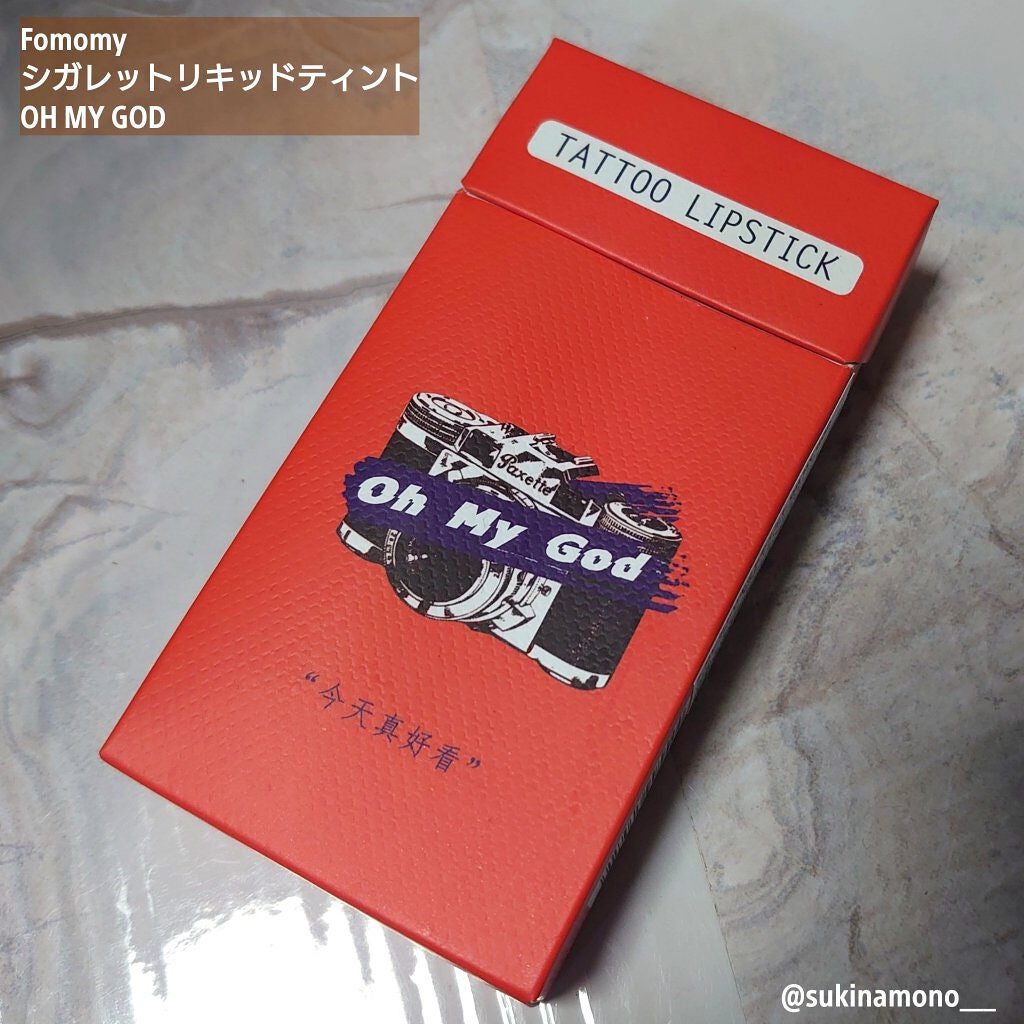 Fomomy
シガレットリキッドティント
OH MY GOD
TATTOO LIPSTICK
Paxette
Oh My God
“今天真好看”
@sukinamono__